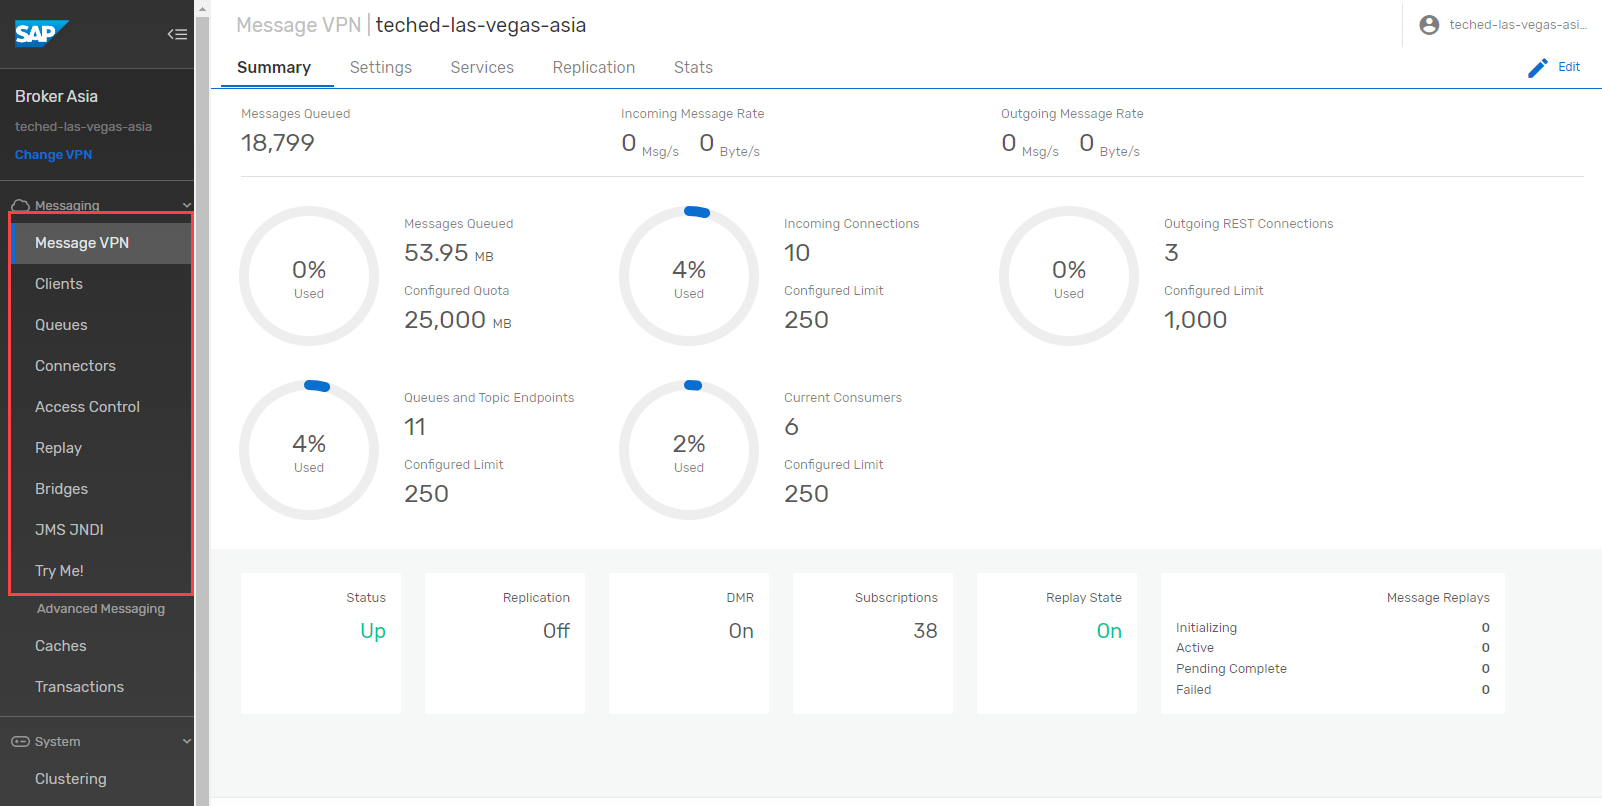 SAP
Broker Asia
teched-las-vegas-asia
Change VPN
Messaging
Message VPN
Clients
Queues
Connectors
Access Control
Replay
Bridges
JMS JNDI
Try Me!
Advanced Messaging
Caches
Transactions
System
Clustering
Message VPN | teched-las-vegas-asia
teched-las-vegas-asi...
Summary Settings Services Replication Stats
Edit
Messages Queued
18,799
Incoming Message Rate
0 Msg/s 0 Byte/s
Outgoing Message Rate
0 Msg/s 0 Byte/s
0%
Used
Messages Queued
53.95 MB
Configured Quota
25,000 MB
4%
Used
Incoming Connections
10
Configured Limit
250
0%
Used
Outgoing REST Connections
3
Configured Limit
1,000
4%
Used
Queues and Topic Endpoints
11
Configured Limit
250
2%
Used
Current Consumers
6
Configured Limit
250
Status
Up
Replication
Off
DMR
On
Subscriptions
38
Replay State
On
Message Replays
Initializing 0
Active 0
Pending Complete 0
Failed 0